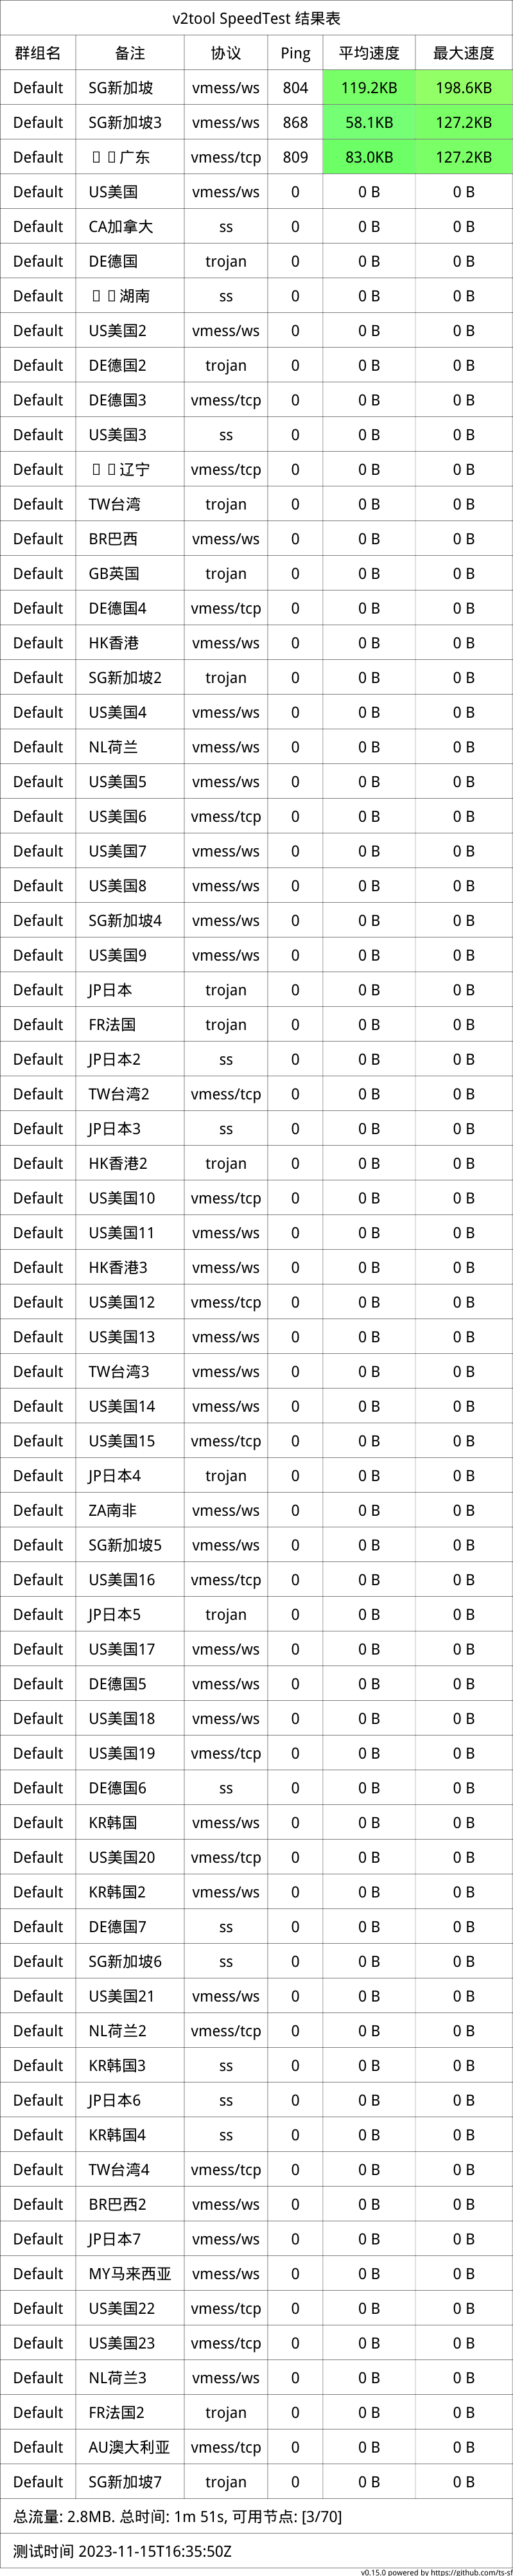 v2tool SpeedTest 结果表
群组名 备注 协议 Ping 平均速度 最大速度
Default SG新加坡 vmess/ws 804 119.2KB 198.6KB
Default SG新加坡3 vmess/ws 868 58.1KB 127.2KB
Default 广东 vmess/tcp 809 83.0KB 127.2KB
Default US美国 vmess/ws 0 0 B 0 B
Default CA加拿大 ss 0 0 B 0 B
Default DE德国 trojan 0 0 B 0 B
Default 湖南 ss 0 0 B 0 B
Default US美国2 vmess/ws 0 0 B 0 B
Default DE德国2 trojan 0 0 B 0 B
Default DE德国3 vmess/tcp 0 0 B 0 B
Default US美国3 ss 0 0 B 0 B
Default 辽宁 vmess/tcp 0 0 B 0 B
Default TW台湾 trojan 0 0 B 0 B
Default BR巴西 vmess/ws 0 0 B 0 B
Default GB英国 trojan 0 0 B 0 B
Default DE德国4 vmess/tcp 0 0 B 0 B
Default HK香港 vmess/ws 0 0 B 0 B
Default SG新加坡2 trojan 0 0 B 0 B
Default US美国4 vmess/ws 0 0 B 0 B
Default NL荷兰 vmess/ws 0 0 B 0 B
Default US美国5 vmess/ws 0 0 B 0 B
Default US美国6 vmess/tcp 0 0 B 0 B
Default US美国7 vmess/ws 0 0 B 0 B
Default US美国8 vmess/ws 0 0 B 0 B
Default SG新加坡4 vmess/ws 0 0 B 0 B
Default US美国9 vmess/ws 0 0 B 0 B
Default JP日本 trojan 0 0 B 0 B
Default FR法国 trojan 0 0 B 0 B
Default JP日本2 ss 0 0 B 0 B
Default TW台湾2 vmess/tcp 0 0 B 0 B
Default JP日本3 ss 0 0 B 0 B
Default HK香港2 trojan 0 0 B 0 B
Default US美国10 vmess/tcp 0 0 B 0 B
Default US美国11 vmess/ws 0 0 B 0 B
Default HK香港3 vmess/ws 0 0 B 0 B
Default US美国12 vmess/tcp 0 0 B 0 B
Default US美国13 vmess/ws 0 0 B 0 B
Default TW台湾3 vmess/ws 0 0 B 0 B
Default US美国14 vmess/ws 0 0 B 0 B
Default US美国15 vmess/tcp 0 0 B 0 B
Default JP日本4 trojan 0 0 B 0 B
Default ZA南非 vmess/ws 0 0 B 0 B
Default SG新加坡5 vmess/ws 0 0 B 0 B
Default US美国16 vmess/tcp 0 0 B 0 B
Default JP日本5 trojan 0 0 B 0 B
Default US美国17 vmess/ws 0 0 B 0 B
Default DE德国5 vmess/ws 0 0 B 0 B
Default US美国18 vmess/ws 0 0 B 0 B
Default US美国19 vmess/tcp 0 0 B 0 B
Default DE德国6 ss 0 0 B 0 B
Default KR韩国 vmess/ws 0 0 B 0 B
Default US美国20 vmess/tcp 0 0 B 0 B
Default KR韩国2 vmess/ws 0 0 B 0 B
Default DE德国7 ss 0 0 B 0 B
Default SG新加坡6 ss 0 0 B 0 B
Default US美国21 vmess/ws 0 0 B 0 B
Default NL荷兰2 vmess/tcp 0 0 B 0 B
Default KR韩国3 ss 0 0 B 0 B
Default JP日本6 ss 0 0 B 0 B
Default KR韩国4 ss 0 0 B 0 B
Default TW台湾4 vmess/tcp 0 0 B 0 B
Default BR巴西2 vmess/ws 0 0 B 0 B
Default JP日本7 vmess/ws 0 0 B 0 B
Default MY马来西亚 vmess/ws 0 0 B 0 B
Default US美国22 vmess/tcp 0 0 B 0 B
Default US美国23 vmess/tcp 0 0 B 0 B
Default NL荷兰3 vmess/ws 0 0 B 0 B
Default FR法国2 trojan 0 0 B 0 B
Default AU澳大利亚 vmess/tcp 0 0 B 0 B
Default SG新加坡7 trojan 0 0 B 0 B
总流量: 2.8MB. 总时间: 1m 51s, 可用节点: [3/70]
测试时间 2023-11-15T16:35:50Z
v0.15.0 powered by https://github.com/ts-sf